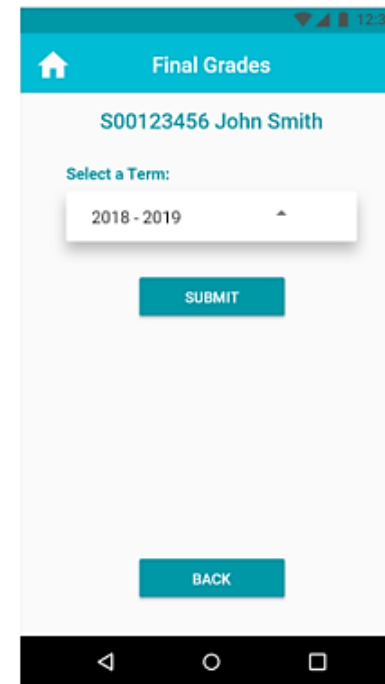 12:3
Final Grades
S00123456 John Smith
Select a Term:
2018 - 2019
SUBMIT
BACK